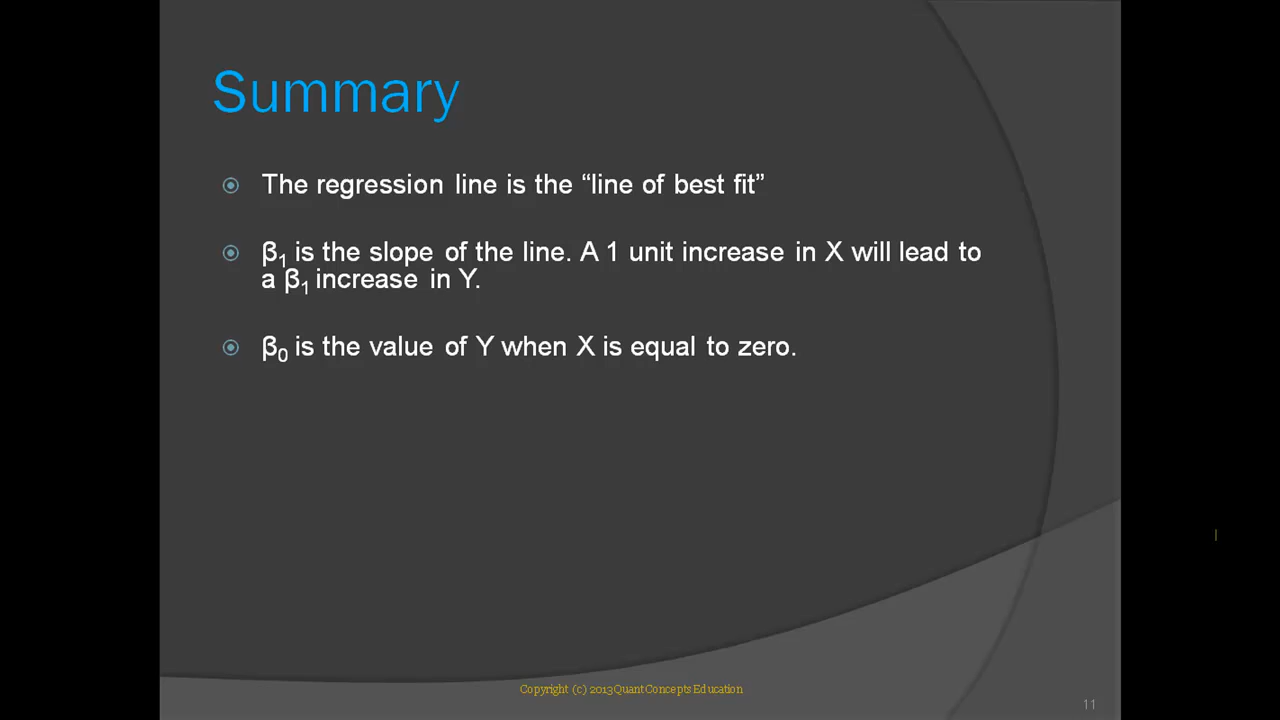 Summary
The regression line is the “line of best fit”
β₁ is the slope of the line. A 1 unit increase in X will lead to
a β₁ increase in Y.
β₀ is the value of Y when X is equal to zero.
Copyright (c) 2013 QuantConcepts Education
11